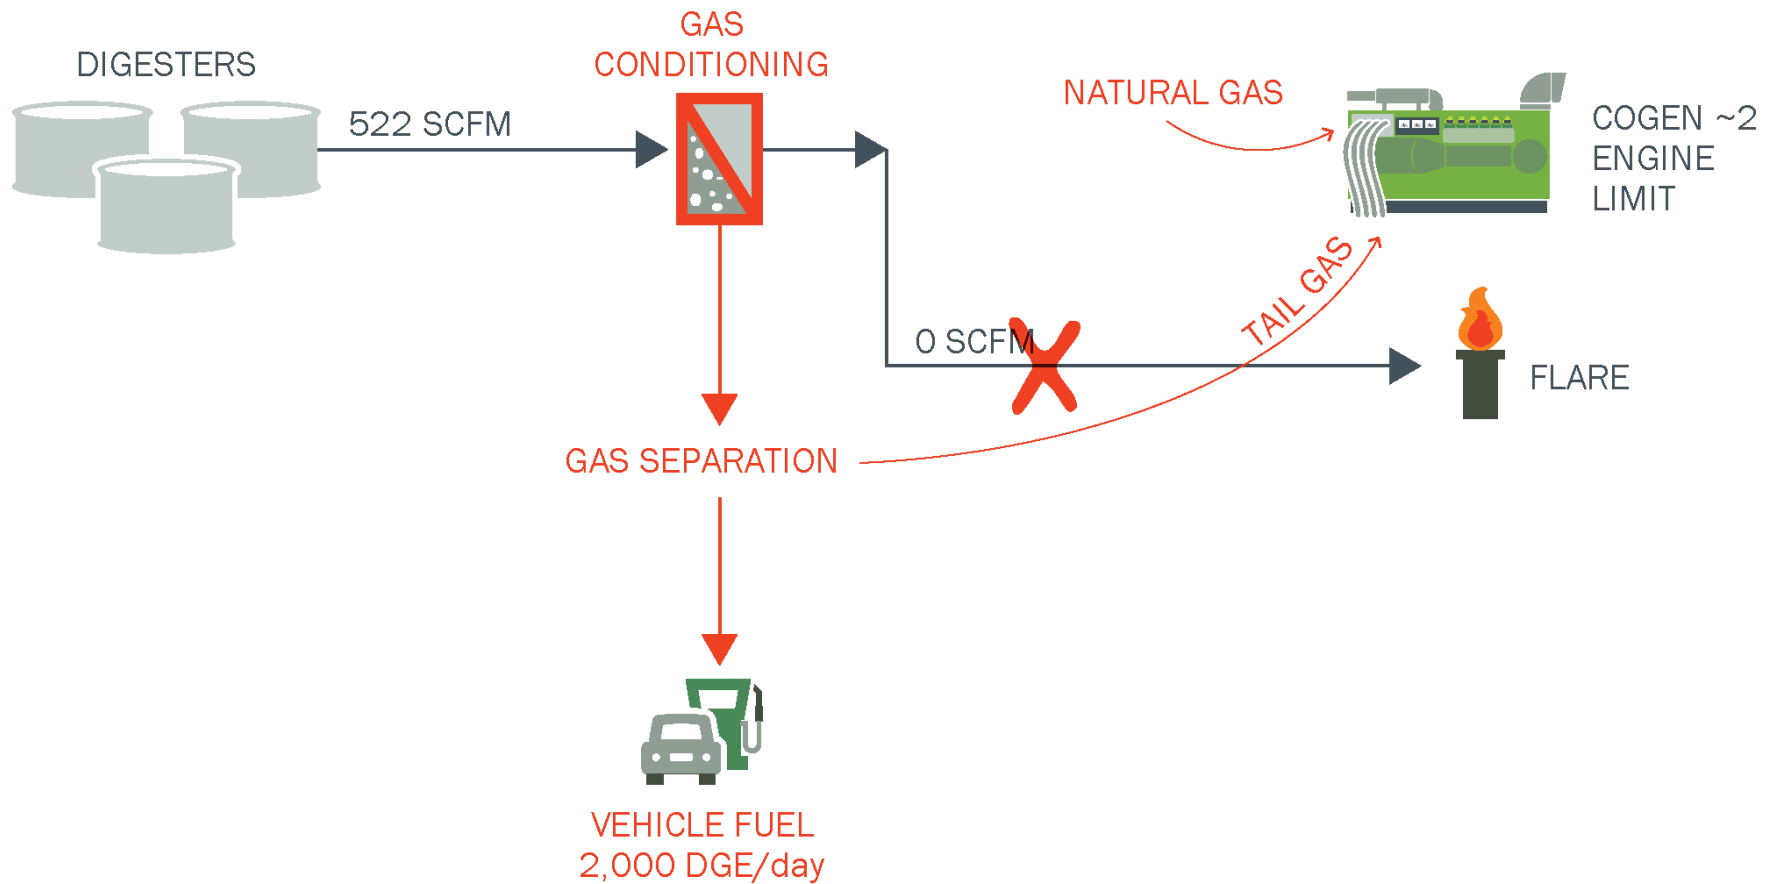 GAS
CONDITIONING
DIGESTERS
522 SCFM
NATURAL GAS
COGEN ~2
ENGINE
LIMIT
TAIL GAS
0 SCFM
FLARE
GAS SEPARATION
VEHICLE FUEL
2,000 DGE/day